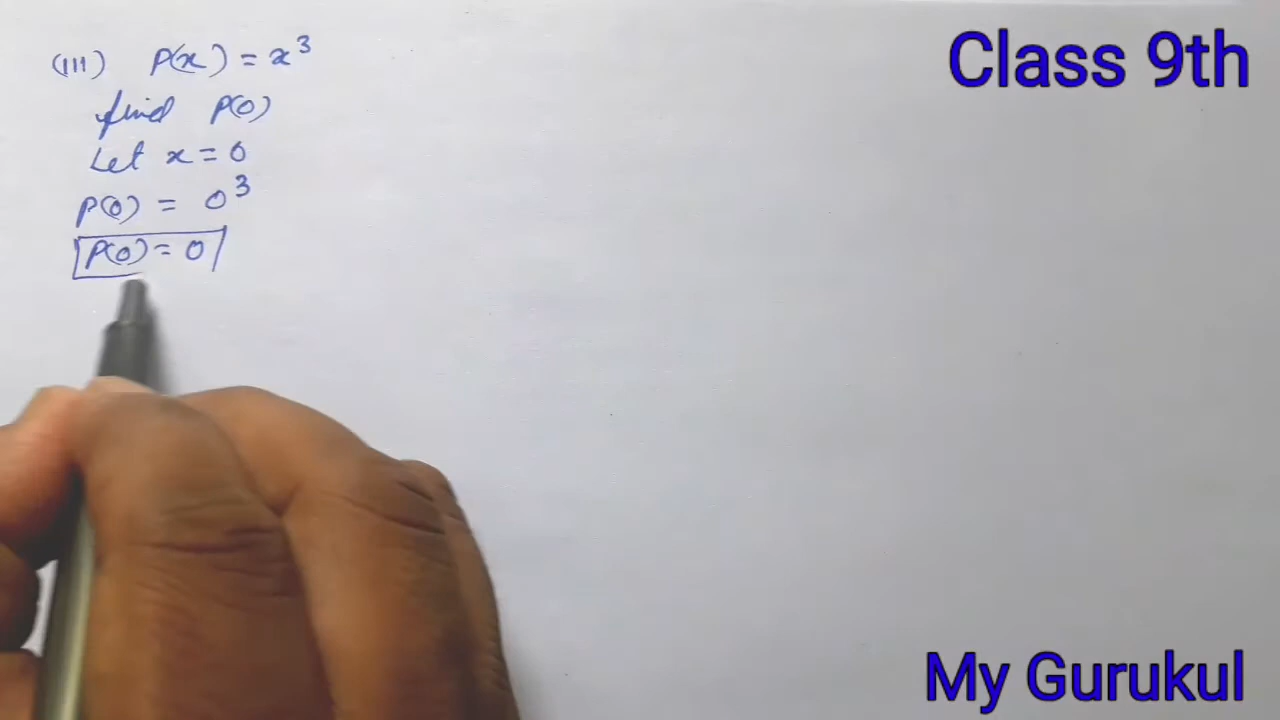 (III) P(x) = x³
Class 9th
find P(0)
Let x = 0
P(0) = 0³
P(0) = 0
My Gurukul